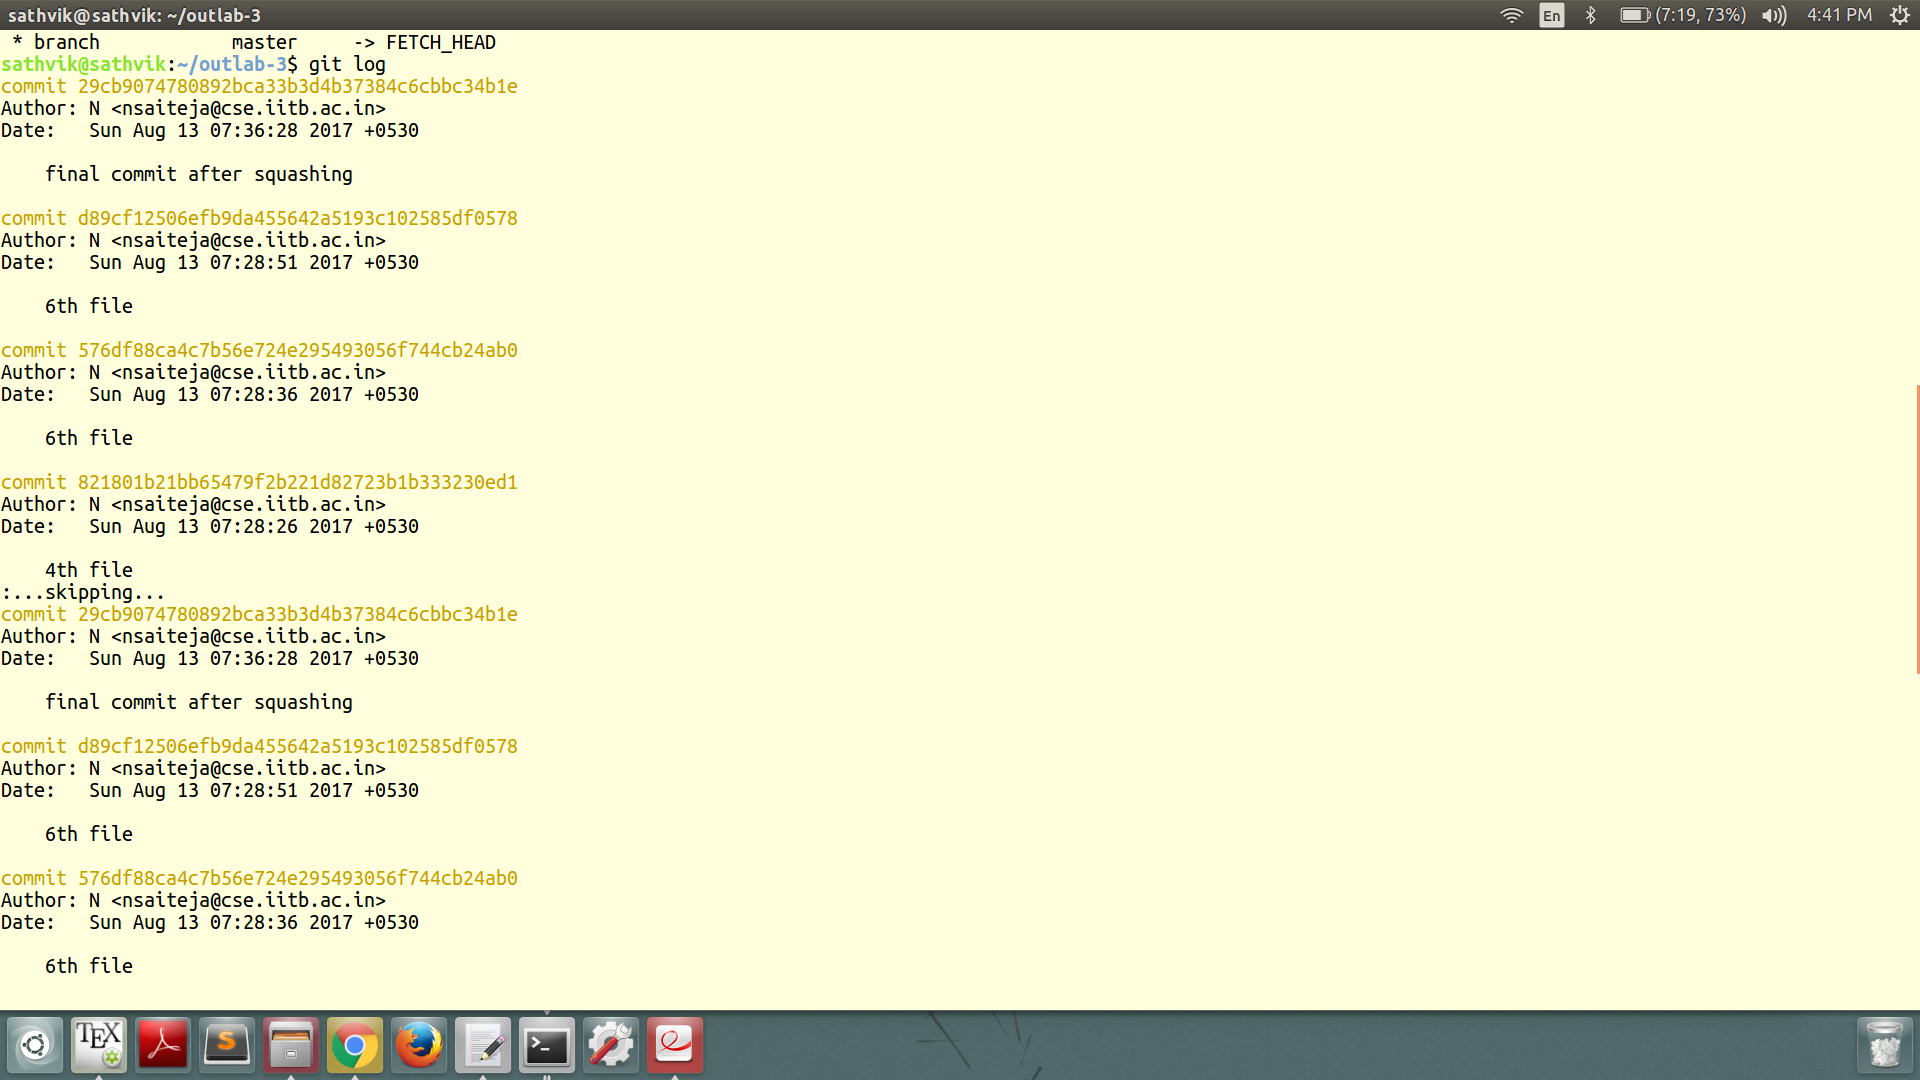 sathvik@sathvik: ~/outlab-3
En
(7:19, 73%)
4:41 PM
 * branch            master     -> FETCH_HEAD
sathvik@sathvik:~/outlab-3$ git log
commit 29cb9074780892bca33b3d4b37384c6cbbc34b1e
Author: N <nsaiteja@cse.iitb.ac.in>
Date:   Sun Aug 13 07:36:28 2017 +0530
    final commit after squashing
commit d89cf12506efb9da455642a5193c102585df0578
Author: N <nsaiteja@cse.iitb.ac.in>
Date:   Sun Aug 13 07:28:51 2017 +0530
    6th file
commit 576df88ca4c7b56e724e295493056f744cb24ab0
Author: N <nsaiteja@cse.iitb.ac.in>
Date:   Sun Aug 13 07:28:36 2017 +0530
    6th file
commit 821801b21bb65479f2b221d82723b1b333230ed1
Author: N <nsaiteja@cse.iitb.ac.in>
Date:   Sun Aug 13 07:28:26 2017 +0530
    4th file
:...skipping...
commit 29cb9074780892bca33b3d4b37384c6cbbc34b1e
Author: N <nsaiteja@cse.iitb.ac.in>
Date:   Sun Aug 13 07:36:28 2017 +0530
    final commit after squashing
commit d89cf12506efb9da455642a5193c102585df0578
Author: N <nsaiteja@cse.iitb.ac.in>
Date:   Sun Aug 13 07:28:51 2017 +0530
    6th file
commit 576df88ca4c7b56e724e295493056f744cb24ab0
Author: N <nsaiteja@cse.iitb.ac.in>
Date:   Sun Aug 13 07:28:36 2017 +0530
    6th file
TEX
S
>_